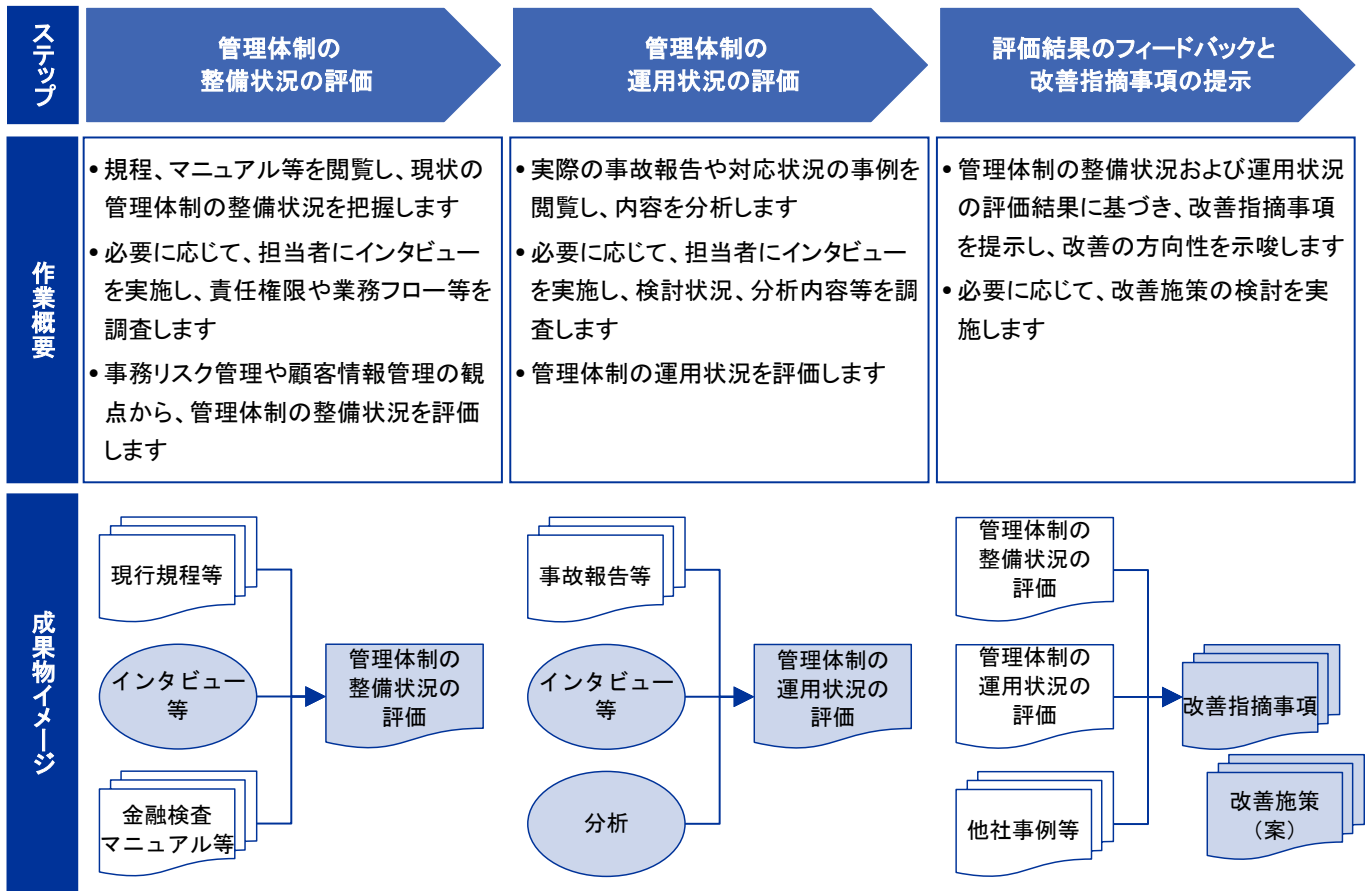 ステップ
管理体制の
整備状況の評価
管理体制の
運用状況の評価
評価結果のフィードバックと
改善指摘事項の提示
作業概要
• 規程、マニュアル等を閲覧し、現状の
管理体制の整備状況を把握します
• 必要に応じて、担当者にインタビュー
を実施し、責任権限や業務フロー等を
調査します
• 事務リスク管理や顧客情報管理の観
点から、管理体制の整備状況を評価
します
• 実際の事故報告や対応状況の事例を
閲覧し、内容を分析します
• 必要に応じて、担当者にインタビュー
を実施し、検討状況、分析内容等を調
査します
• 管理体制の運用状況を評価します
• 管理体制の整備状況および運用状況
の評価結果に基づき、改善指摘事項
を提示し、改善の方向性を示唆します
• 必要に応じて、改善施策の検討を実
施します
成果物イメージ
現行規程等
インタビュー
等
金融検査
マニュアル等
管理体制の
整備状況の
評価
事故報告等
インタビュー
等
分析
管理体制の
運用状況の
評価
管理体制の
整備状況の
評価
管理体制の
運用状況の
評価
他社事例等
改善指摘事項
改善施策
（案）